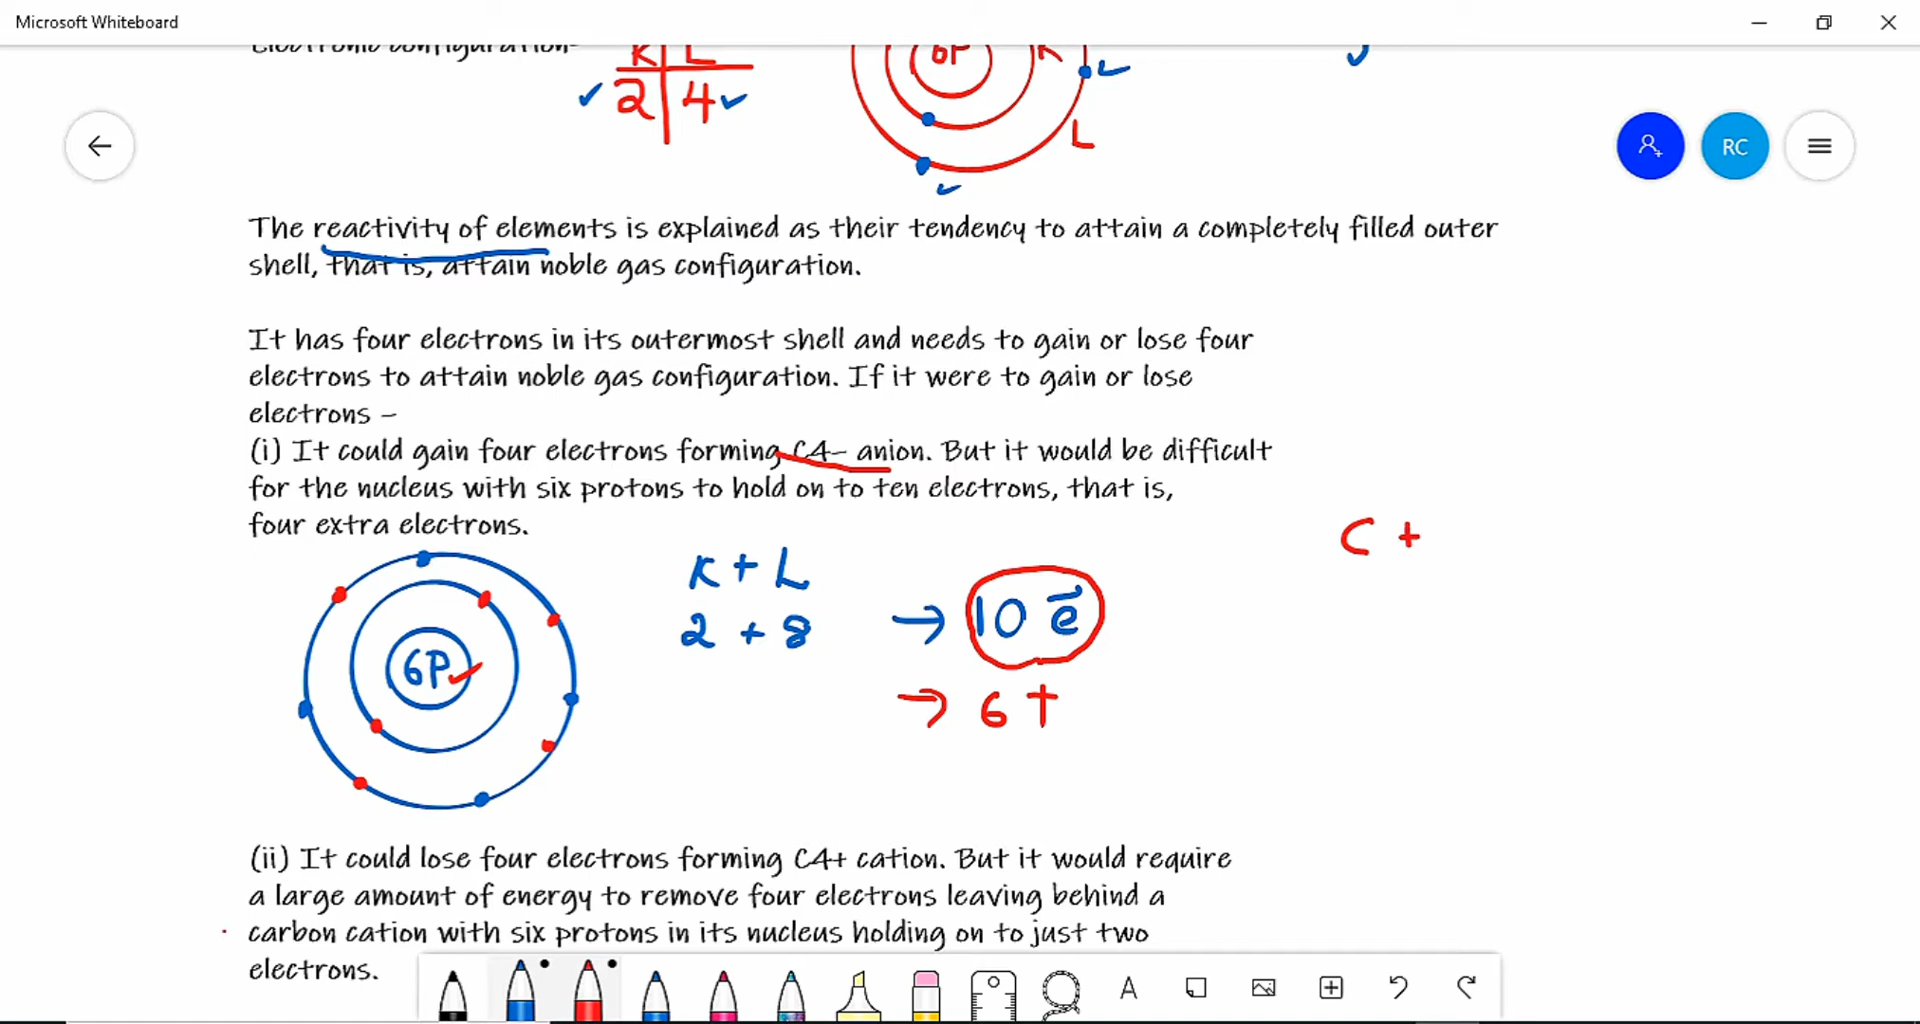 Microsoft Whiteboard
Electronic configuration-
K L
2 4
6P
K
L
RC
The reactivity of elements is explained as their tendency to attain a completely filled outer
shell, that is, attain noble gas configuration.
It has four electrons in its outermost shell and needs to gain or lose four
electrons to attain noble gas configuration. If it were to gain or lose
electrons –
(i) It could gain four electrons forming C4– anion. But it would be difficult
for the nucleus with six protons to hold on to ten electrons, that is,
four extra electrons.
C +
K + L
2 + 8 → 10 e̅
→ 6 +
6P
(ii) It could lose four electrons forming C4+ cation. But it would require
a large amount of energy to remove four electrons leaving behind a
carbon cation with six protons in its nucleus holding on to just two
electrons.
A